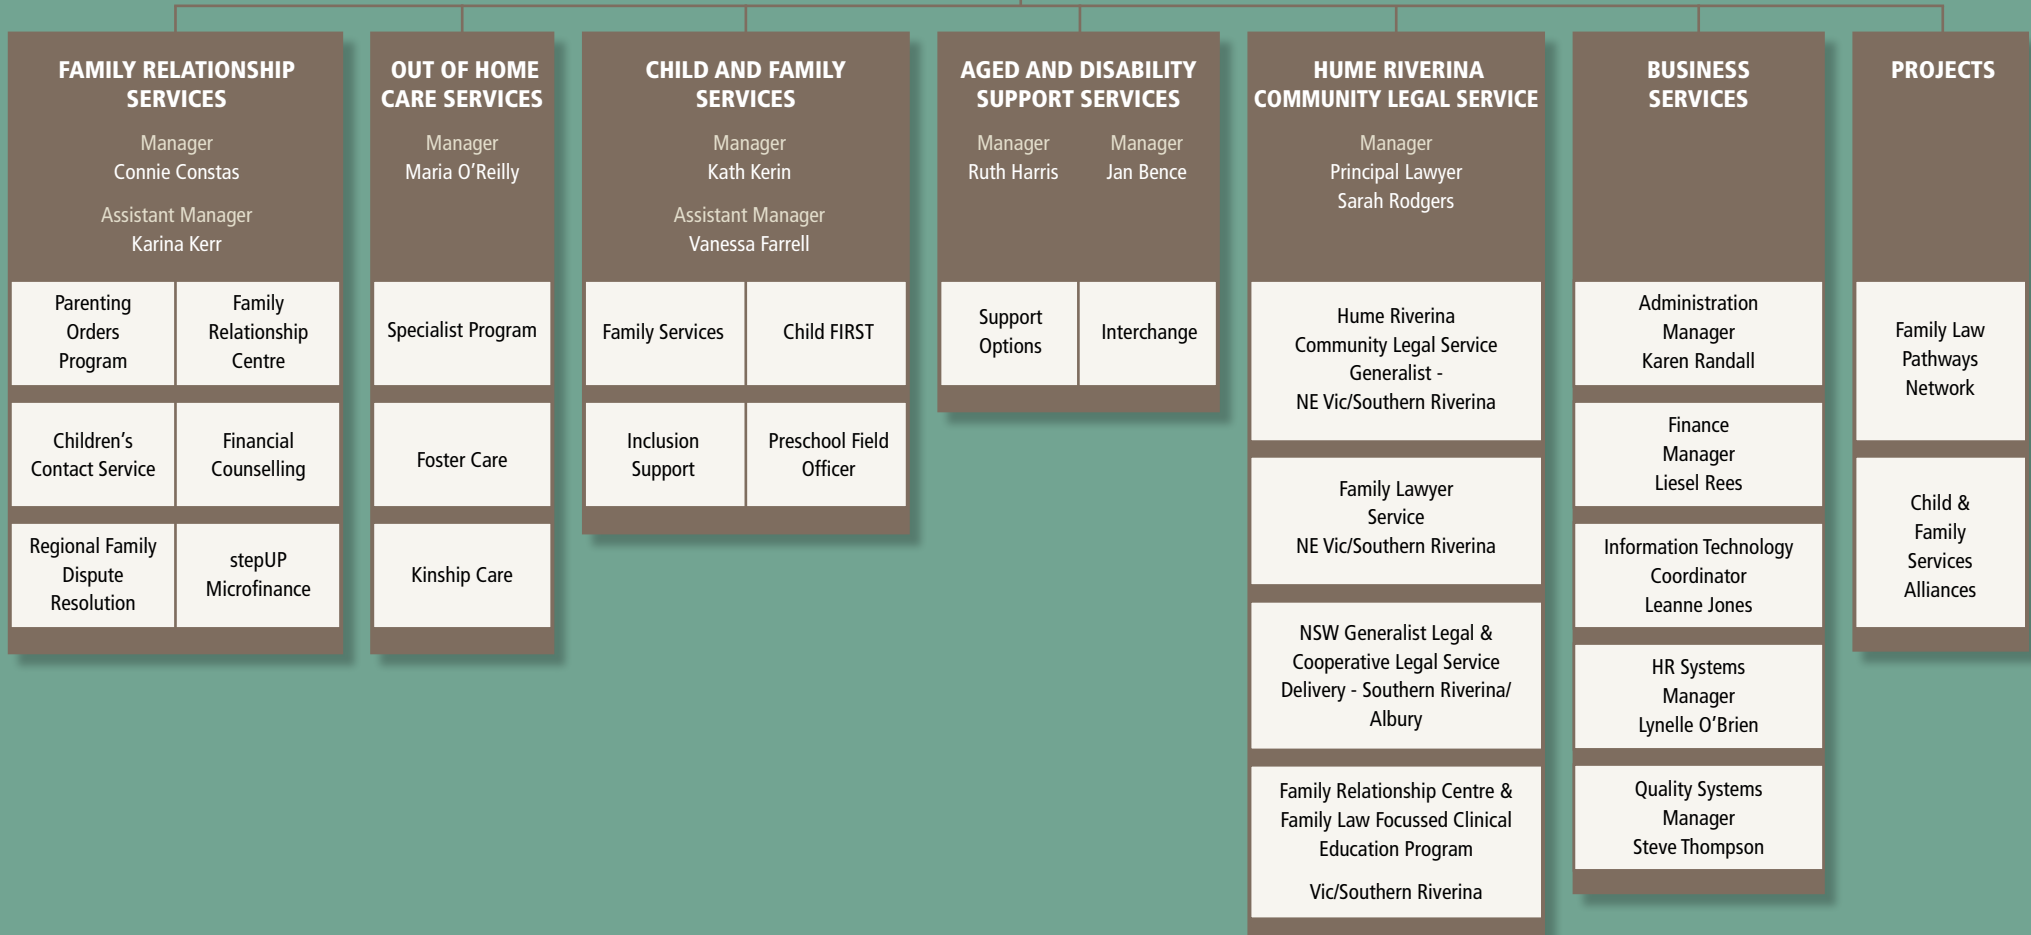 FAMILY RELATIONSHIP
SERVICES
Manager
Connie Constas
Assistant Manager
Karina Kerr
Parenting
Orders
Program
Family
Relationship
Centre
Children's
Contact Service
Financial
Counselling
Regional Family
Dispute
Resolution
stepUP
Microfinance
OUT OF HOME
CARE SERVICES
Manager
Maria O'Reilly
Specialist Program
Foster Care
Kinship Care
CHILD AND FAMILY
SERVICES
Manager
Kath Kerin
Assistant Manager
Vanessa Farrell
Family Services
Child FIRST
Inclusion
Support
Preschool Field
Officer
AGED AND DISABILITY
SUPPORT SERVICES
Manager
Ruth Harris
Manager
Jan Bence
Support
Options
Interchange
HUME RIVERINA
COMMUNITY LEGAL SERVICE
Manager
Principal Lawyer
Sarah Rodgers
Hume Riverina
Community Legal Service
Generalist -
NE Vic/Southern Riverina
Family Lawyer
Service
NE Vic/Southern Riverina
NSW Generalist Legal &
Cooperative Legal Service
Delivery - Southern Riverina/
Albury
Family Relationship Centre &
Family Law Focussed Clinical
Education Program
Vic/Southern Riverina
BUSINESS
SERVICES
Administration
Manager
Karen Randall
Finance
Manager
Liesel Rees
Information Technology
Coordinator
Leanne Jones
HR Systems
Manager
Lynelle O'Brien
Quality Systems
Manager
Steve Thompson
PROJECTS
Family Law
Pathways
Network
Child &
Family
Services
Alliances